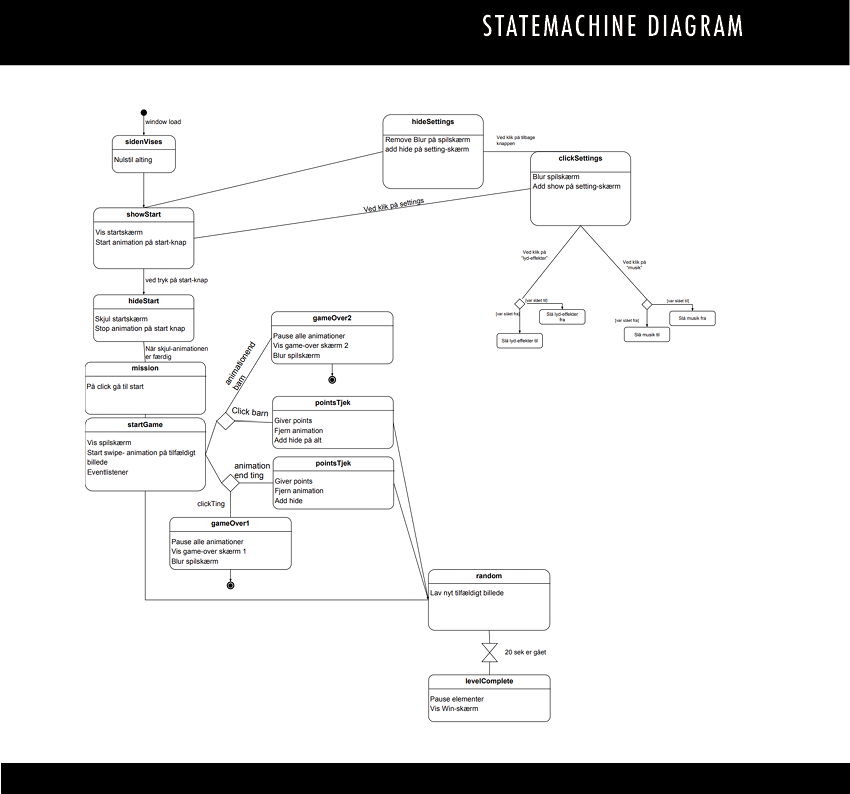 STATEMACHINE DIAGRAM
window load
sidenVises
Nulstil alting
hideSettings
Remove Blur på spilskærm
add hide på setting-skærm
Ved klik på tilbage
knappen
clickSettings
Blur spilskærm
Add show på setting-skærm
Ved klik på settings
showStart
Vis startskærm
Start animation på start-knap
ved tryk på start-knap
Ved klik på
"lyd-effekter"
Ved klik på
"musik"
[var slået til]
[var slået fra]
Slå lyd-effekter
fra
Slå lyd-effekter til
[var slået til]
[var slået fra]
Slå musik fra
Slå musik til
hideStart
Skjul startskærm
Stop animation på start knap
Når skjul-animationen
er færdig
mission
På click gå til start
startGame
Vis spilskærm
Start swipe- animation på tilfældigt
billede
Eventlistener
animationend
barn
gameOver2
Pause alle animationer
Vis game-over skærm 2
Blur spilskærm
Click barn
pointsTjek
Giver points
Fjern animation
Add hide på alt
animation
end ting
pointsTjek
Giver points
Fjern animation
Add hide
clickTing
gameOver1
Pause alle animationer
Vis game-over skærm 1
Blur spilskærm
random
Lav nyt tilfældigt billede
20 sek er gået
levelComplete
Pause elementer
Vis Win-skærm